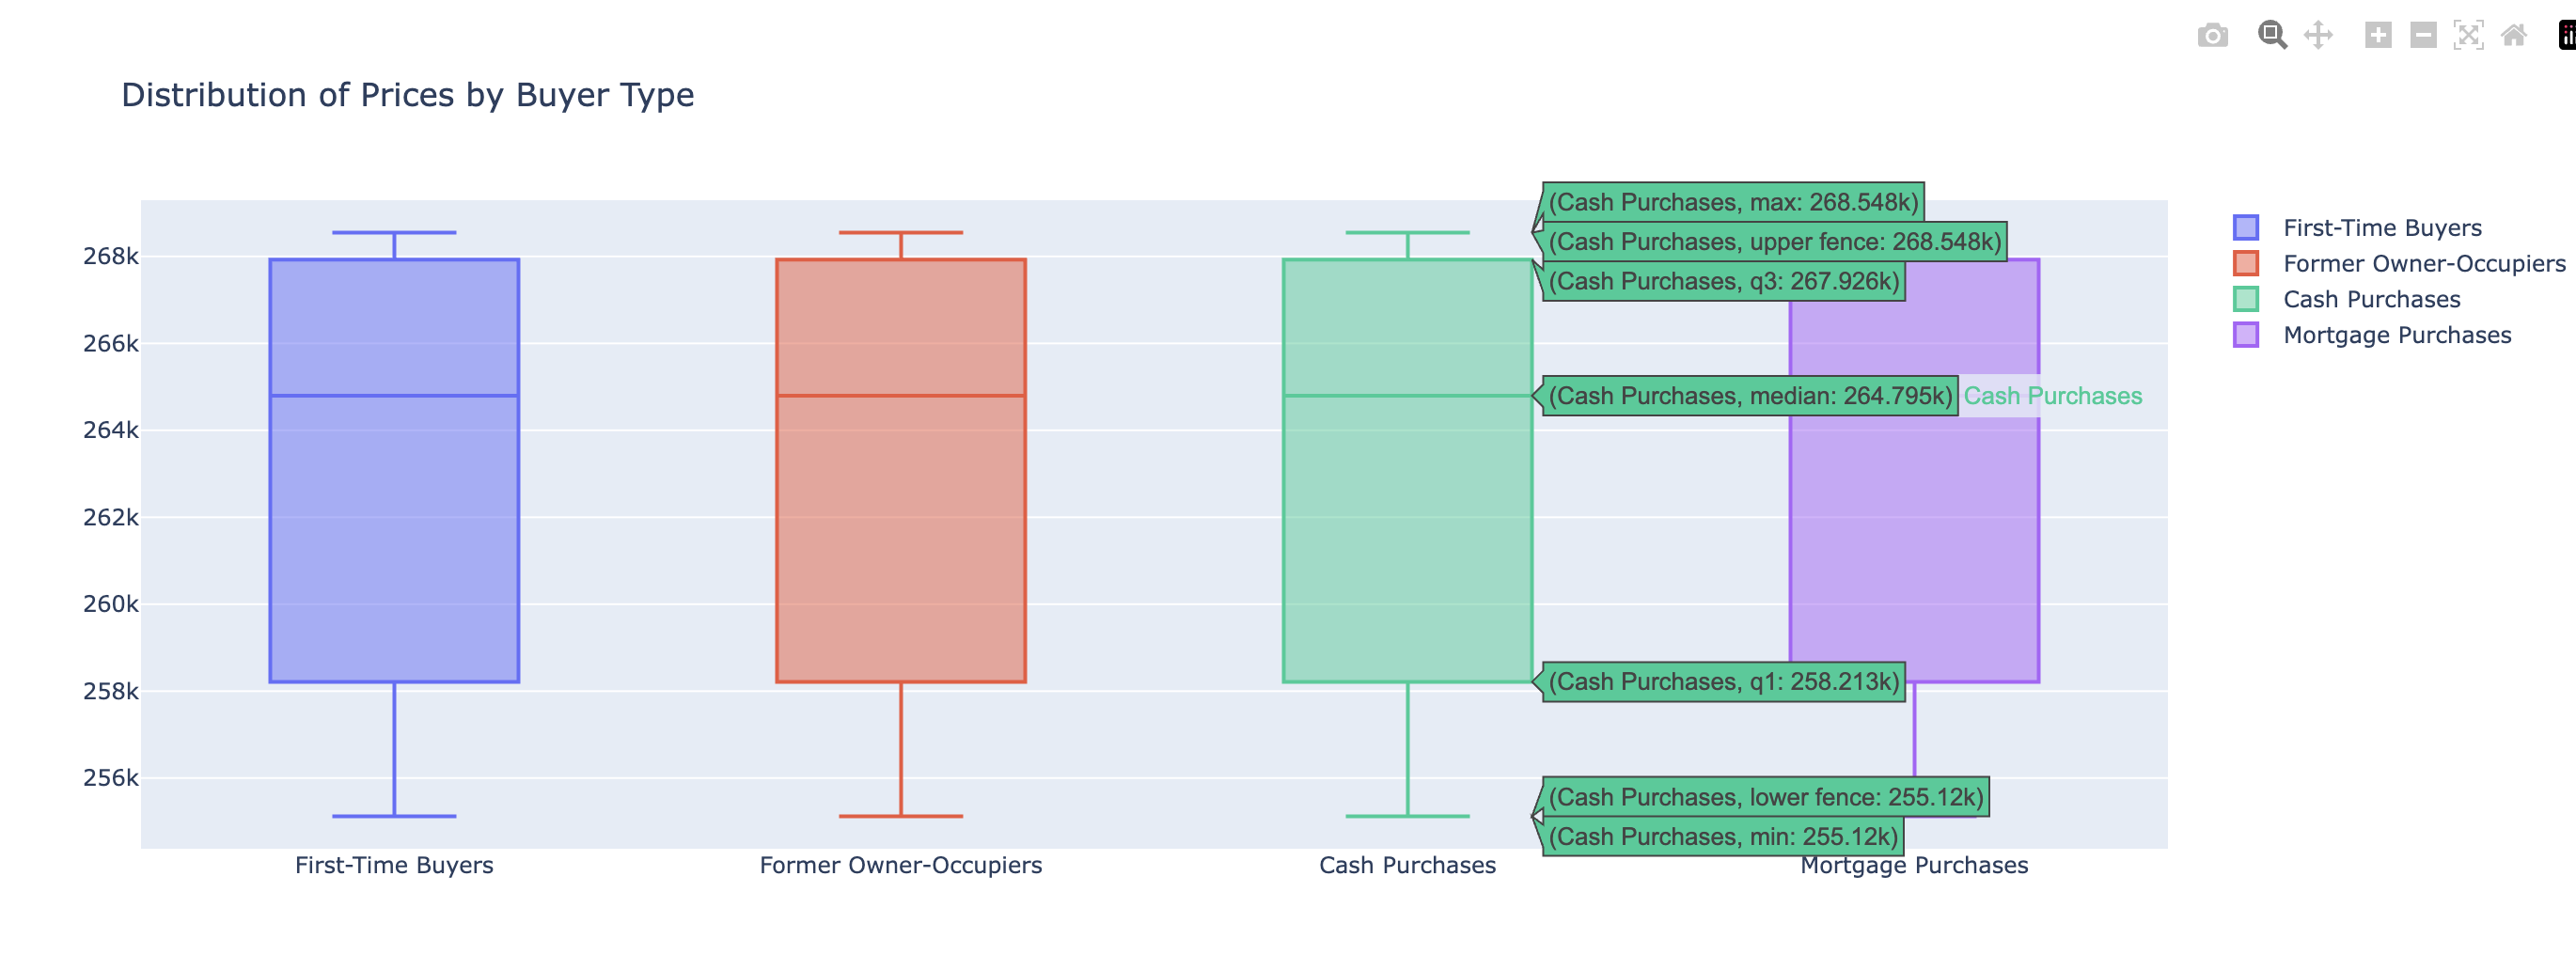 Distribution of Prices by Buyer Type
268k
266k
264k
262k
260k
258k
256k
(Cash Purchases, max: 268.548k)
(Cash Purchases, upper fence: 268.548k)
(Cash Purchases, q3: 267.926k)
(Cash Purchases, median: 264.795k) Cash Purchases
(Cash Purchases, q1: 258.213k)
(Cash Purchases, lower fence: 255.12k)
(Cash Purchases, min: 255.12k)
First-Time Buyers
Former Owner-Occupiers
Cash Purchases
Mortgage Purchases
First-Time Buyers
Former Owner-Occupiers
Cash Purchases
Mortgage Purchases